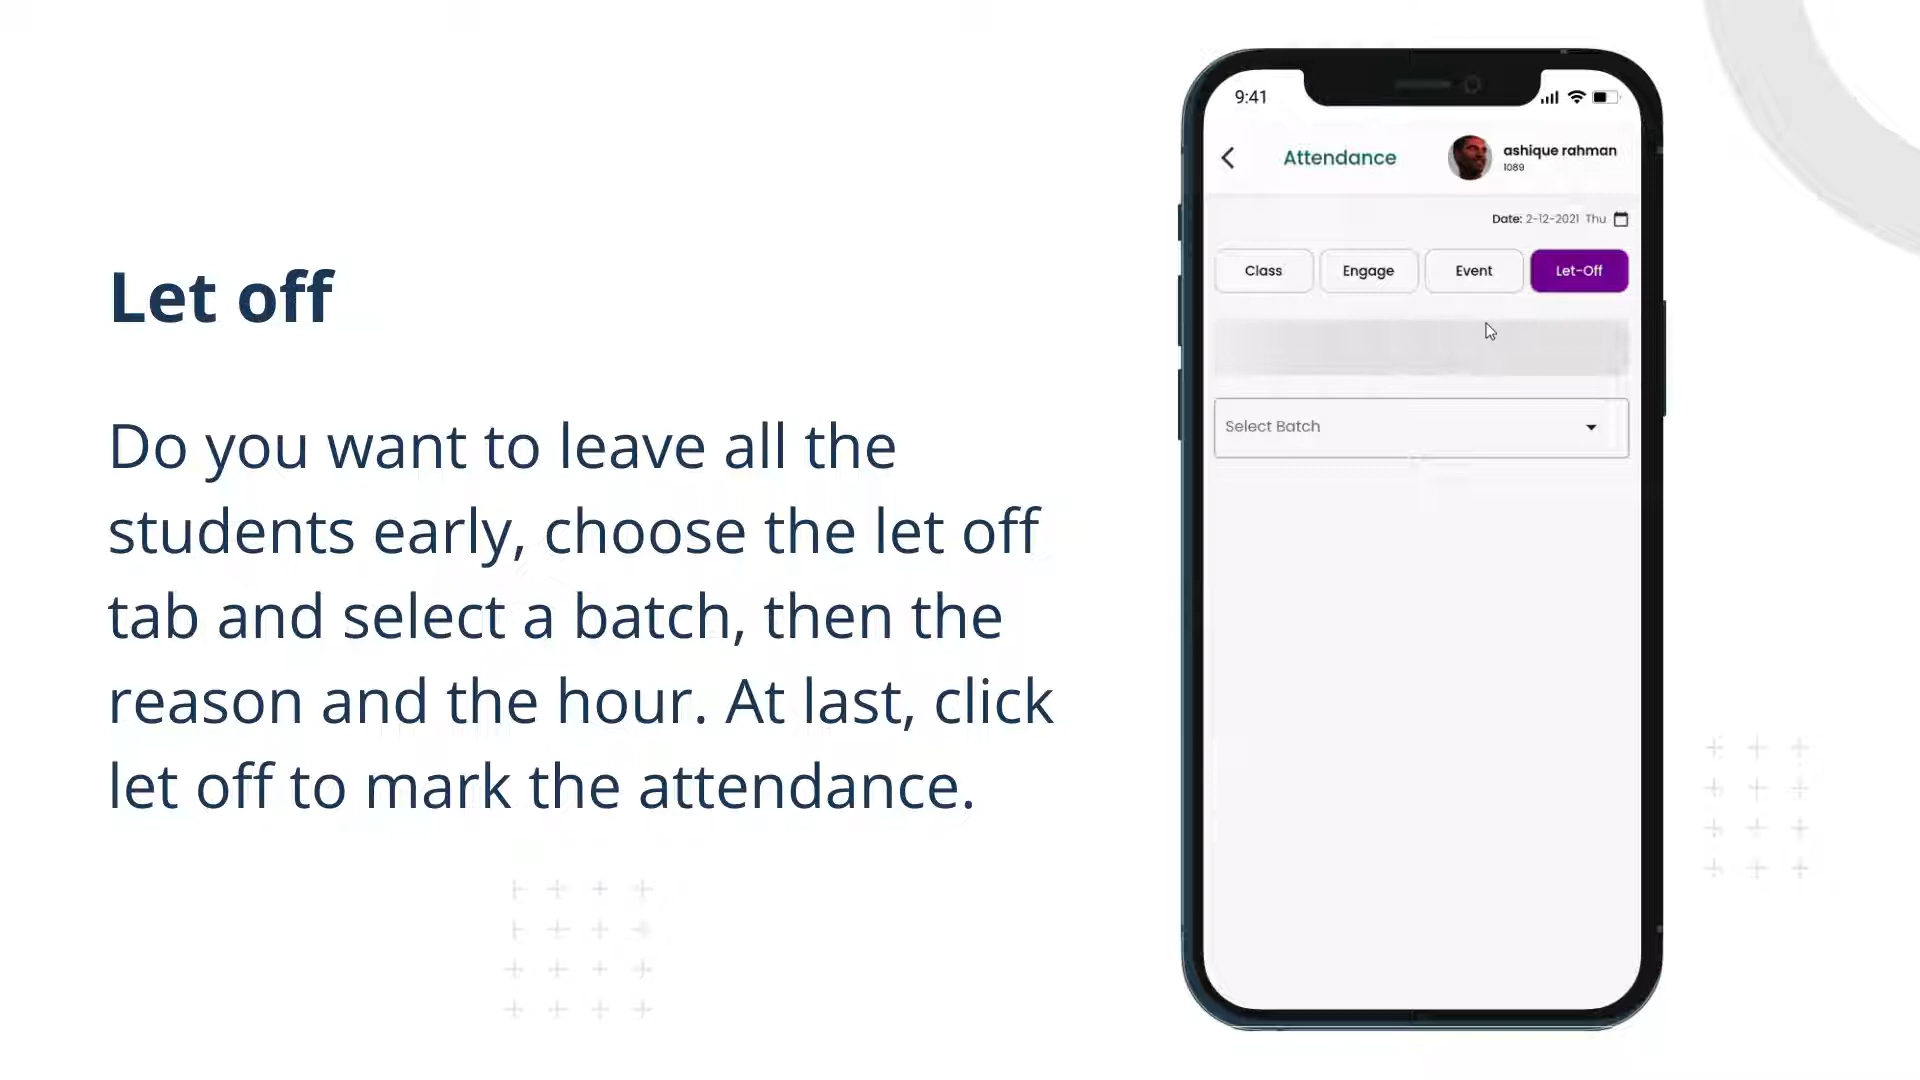 Let off
Do you want to leave all the
students early, choose the let off
tab and select a batch, then the
reason and the hour. At last, click
let off to mark the attendance.
9:41
Attendance
ashique rahman
1089
Date: 2-12-2021 Thu
Class Engage Event Let-Off
Select Batch